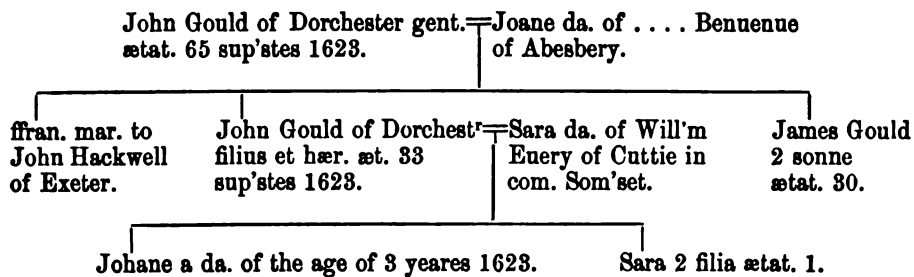 John Gould of Dorchester gent. Joane da. of .... Benuenue
ætat. 65 sup'stes 1623. of Abesbery.
ffran. mar. to
John Hackwell
of Exeter.
John Gould of Dorchestʳ
filius et hær. æt. 33
sup'stes 1623.
Sara da. of Will'm
Euery of Cuttie in
com. Som'set.
James Gould
2 sonne
ætat. 30.
Johane a da. of the age of 3 yeares 1623. Sara 2 filia ætat. 1.